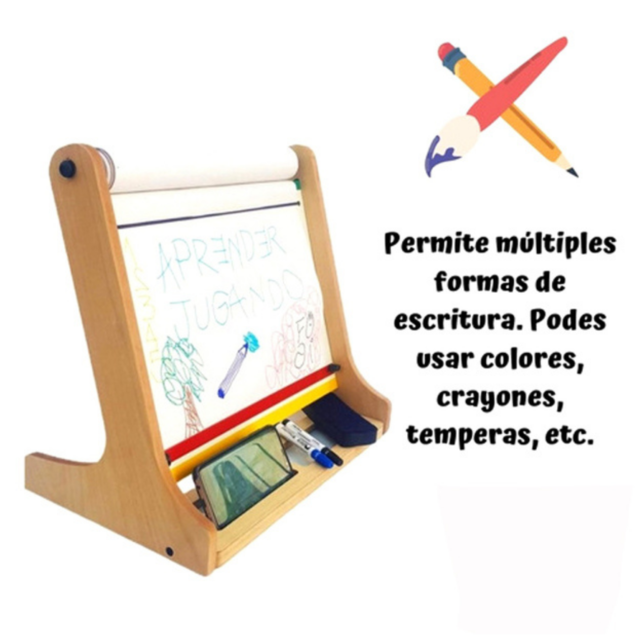 APRENDER
JUGANDO
Permite múltiples
formas de
escritura. Podes
usar colores,
crayones,
temperas, etc.